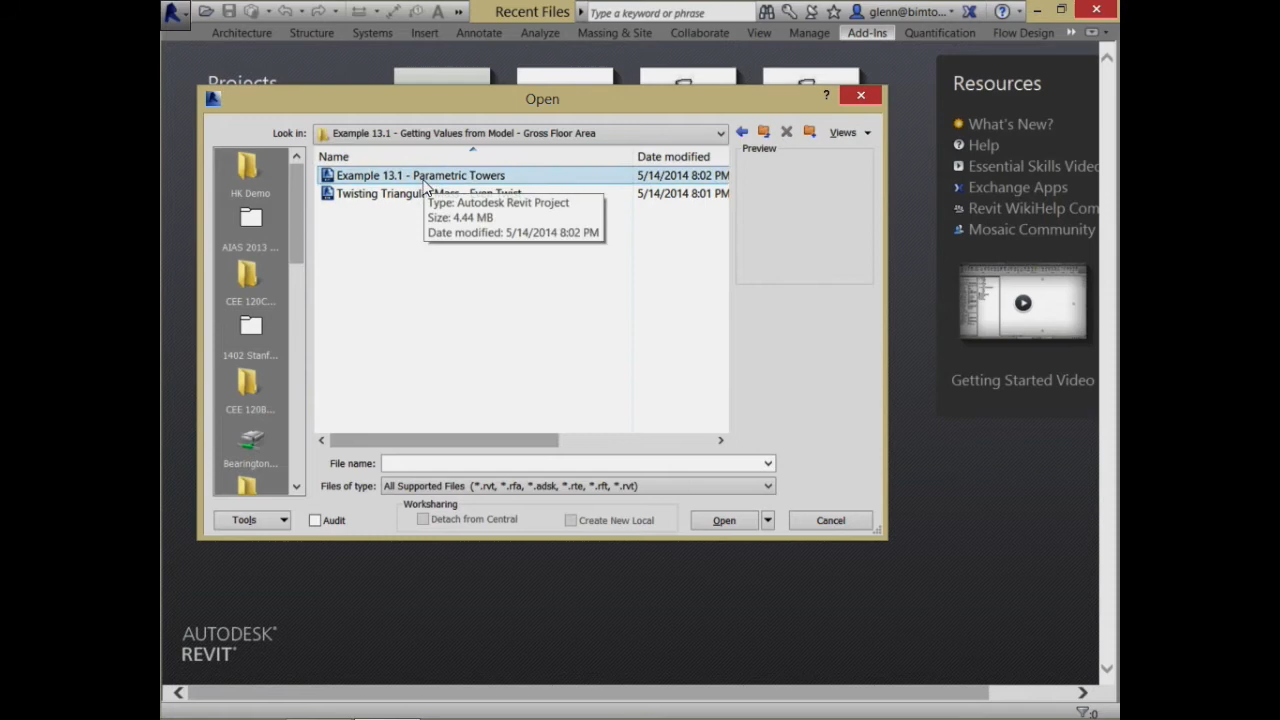 Recent Files
Type a keyword or phrase
glenn@bimto...
Architecture Structure Systems Insert Annotate Analyze Massing & Site Collaborate View Manage Add-Ins Quantification Flow Design
Projects
Resources
What's New?
Help
Essential Skills Video
Exchange Apps
Revit WikiHelp Com
Mosaic Community
Getting Started Video
Open
Look in:
Example 13.1 - Getting Values from Model - Gross Floor Area
Views
Name
Date modified
Preview
Example 13.1 - Parametric Towers
5/14/2014 8:02 PM
Twisting Triangul
Even Twist
5/14/2014 8:01 PM
Type: Autodesk Revit Project
Size: 4.44 MB
Date modified: 5/14/2014 8:02 PM
HK Demo
AIAS 2013 ...
CEE 120C...
1402 Stanf...
CEE 120B...
Bearington...
File name:
Files of type:
All Supported Files (*.rvt, *.rfa, *.adsk, *.rte, *.rft, *.rvt)
Worksharing
Tools
Audit
Detach from Central
Create New Local
Open
Cancel
AUTODESK®
REVIT®
:0